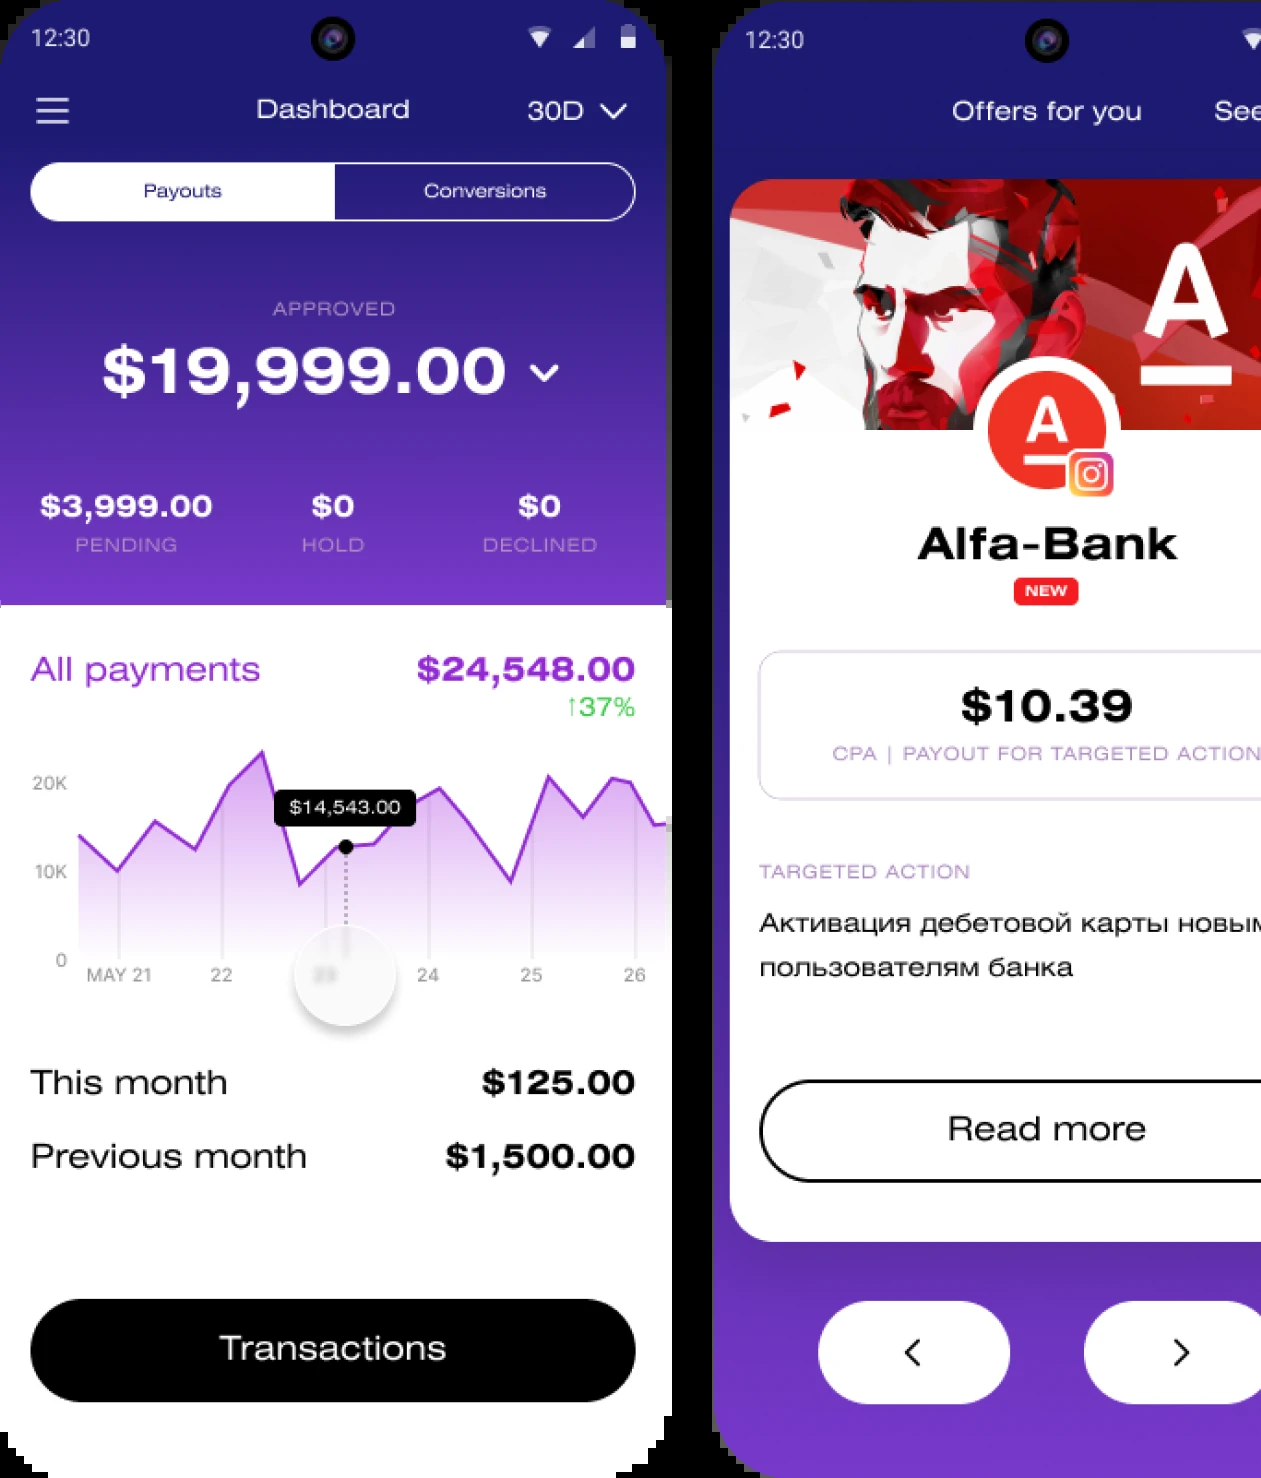 12:30
Dashboard
30D
Payouts
Conversions
APPROVED
$19,999.00
$3,999.00
$0
$0
PENDING
HOLD
DECLINED
All payments
$24,548.00
↑37%
20K
$14,543.00
10K
0
MAY 21
22
23
24
25
26
This month
$125.00
Previous month
$1,500.00
Transactions
12:30
Offers for you
See
A
A
Alfa-Bank
NEW
$10.39
CPA | PAYOUT FOR TARGETED ACTION
TARGETED ACTION
Активация дебетовой карты новым
пользователям банка
Read more